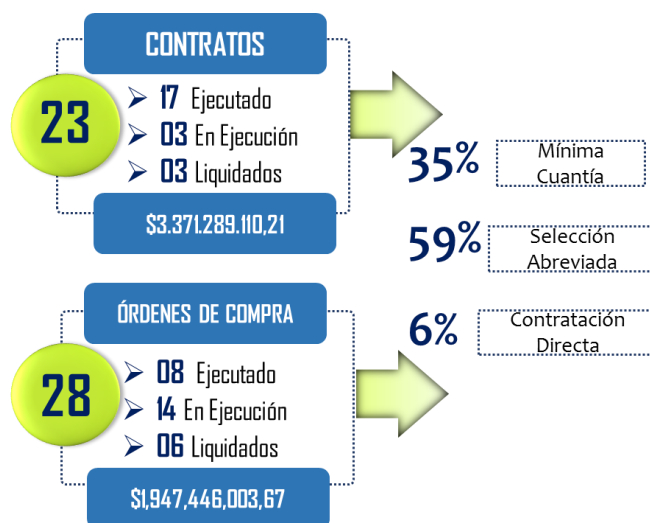 CONTRATOS
23
17 Ejecutado
03 En Ejecución
03 Liquidados
$3.371.289.110,21
ÓRDENES DE COMPRA
28
08 Ejecutado
14 En Ejecución
06 Liquidados
$1,947,446,003,67
35%
Mínima
Cuantía
59%
Selección
Abreviada
6%
Contratación
Directa